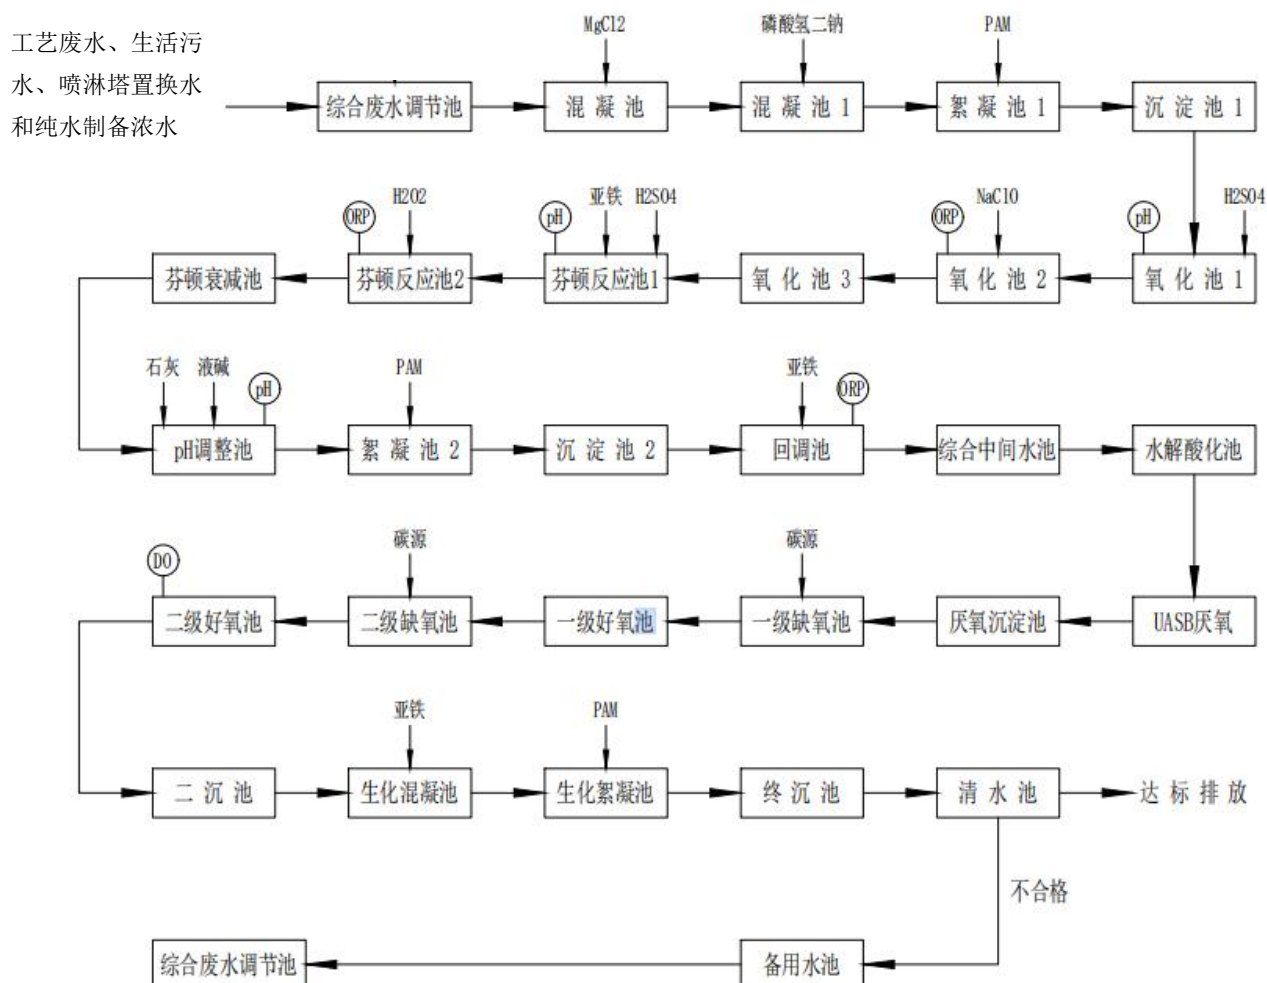 工艺废水、生活污
水、喷淋塔置换水
和纯水制备浓水
MgCl2
磷酸氢二钠
PAM
综合废水调节池
混凝池
混凝池1
絮凝池1
沉淀池1
ORP
H2O2
pH
亚铁
H2SO4
ORP
NaClO
pH
H2SO4
芬顿衰减池
芬顿反应池2
芬顿反应池1
氧化池3
氧化池2
氧化池1
石灰
液碱
pH
PAM
亚铁
ORP
pH调整池
絮凝池2
沉淀池2
回调池
综合中间水池
水解酸化池
DO
碳源
碳源
二级好氧池
二级缺氧池
一级好氧池
一级缺氧池
厌氧沉淀池
UASB厌氧
亚铁
PAM
二沉池
生化混凝池
生化絮凝池
终沉池
清水池
达标排放
不合格
综合废水调节池
备用水池